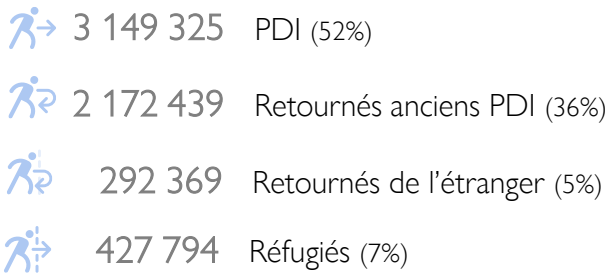 3 149 325 PDI (52%)
2 172 439 Retournés anciens PDI (36%)
292 369 Retournés de l’étranger (5%)
427 794 Réfugiés (7%)